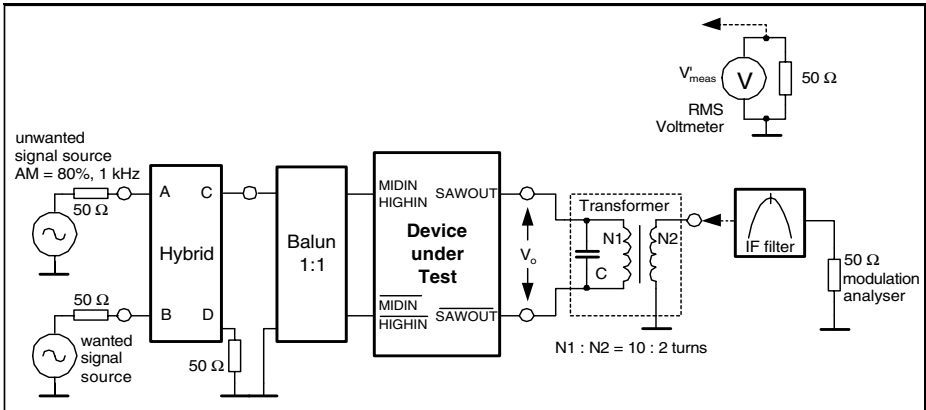 V'meas
V
50 Ω
RMS
Voltmeter
unwanted
signal source
AM = 80%, 1 kHz
50 Ω
A
C
Hybrid
B
D
50 Ω
wanted
signal
source
50 Ω
Balun
1:1
MIDIN
HIGHIN
SAWOUT
Device
under
Test
MIDIN
HIGHIN
SAWOUT
Vo
Transformer
N1
N2
C
N1 : N2 = 10 : 2 turns
IF filter
50 Ω
modulation
analyser